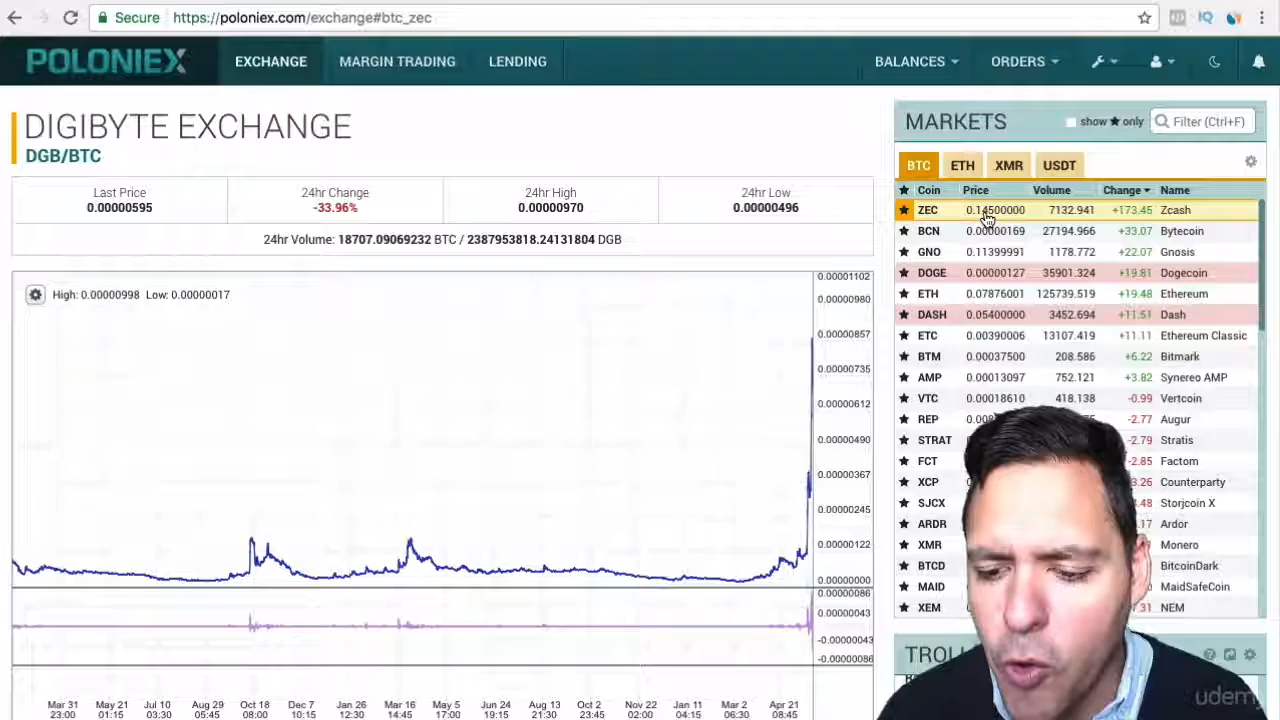 Secure https://poloniex.com/exchange#btc_zec
POLONIEX EXCHANGE MARGIN TRADING LENDING BALANCES ORDERS
DIGIBYTE EXCHANGE
DGB/BTC
Last Price 24hr Change 24hr High 24hr Low
0.00000595 -33.96% 0.00000970 0.00000496
24hr Volume: 18707.09069232 BTC / 2387953818.24131804 DGB
High: 0.00000998 Low: 0.00000017
0.00001102
0.00000980
0.00000857
0.00000735
0.00000612
0.00000490
0.00000367
0.00000245
0.00000122
0.00000000
0.00000086
0.00000043
-0.00000043
-0.00000086
Mar 31 May 21 Jul 10 Aug 29 Oct 18 Dec 7 Jan 26 Mar 16 May 5 Jun 24 Aug 13 Oct 2 Nov 22 Jan 11 Mar 2 Apr 21
23:00 01:15 03:30 05:45 08:00 10:15 12:30 14:45 17:00 19:15 21:30 23:45 02:00 04:15 06:30 08:45
MARKETS show ★ only Filter (Ctrl+F)
BTC ETH XMR USDT
Coin Price Volume Change Name
ZEC 0.14500000 7132.941 +173.45 Zcash
BCN 0.00000169 27194.966 +33.07 Bytecoin
GNO 0.11399991 1178.772 +22.07 Gnosis
DOGE 0.00000127 35901.324 +19.81 Dogecoin
ETH 0.07876001 125739.519 +19.48 Ethereum
DASH 0.05400000 3452.694 +11.51 Dash
ETC 0.00390006 13107.419 +11.11 Ethereum Classic
BTM 0.00037500 208.586 +6.22 Bitmark
AMP 0.00013097 752.121 +3.82 Synereo AMP
VTC 0.00018610 418.138 -0.99 Vertcoin
REP -2.77 Augur
STRAT -2.79 Stratis
FCT -2.85 Factom
XCP Counterparty
SJCX Storjcoin X
ARDR Ardor
XMR Monero
BTCD BitcoinDark
MAID MaidSafeCoin
XEM NEM
udemy